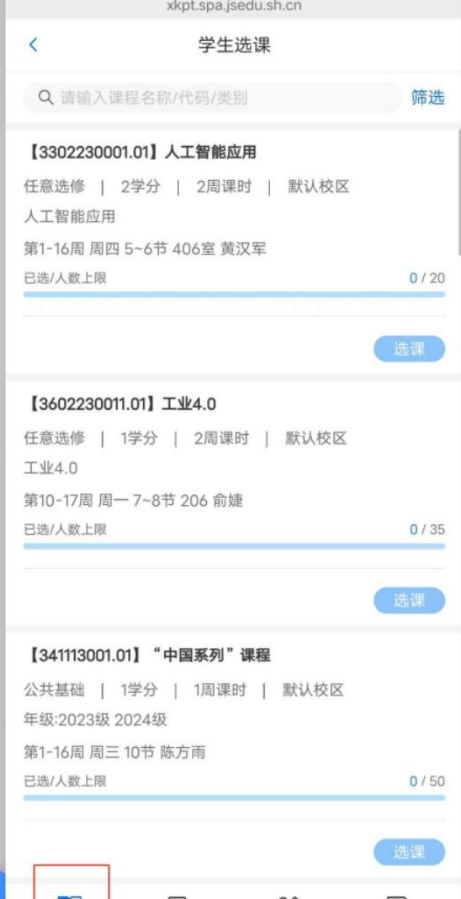 xkpt.spa.jsedu.sh.cn
学生选课
请输入课程名称/代码/类别 筛选
【3302230001.01】人工智能应用
任意选修 | 2学分 | 2周课时 | 默认校区
人工智能应用
第1-16周 周四 5~6节 406室 黄汉军
已选/人数上限 0 / 20
选课
【3602230011.01】工业4.0
任意选修 | 1学分 | 2周课时 | 默认校区
工业4.0
第10-17周 周一 7~8节 206 俞婕
已选/人数上限 0 / 35
选课
【341113001.01】“中国系列”课程
公共基础 | 1学分 | 1周课时 | 默认校区
年级:2023级 2024级
第1-16周 周三 10节 陈方雨
已选/人数上限 0 / 50
选课